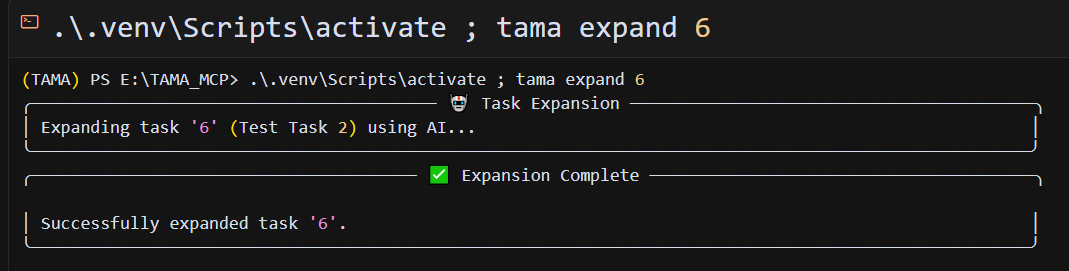 .\.venv\Scripts\activate ; tama expand 6
(TAMA) PS E:\TAMA_MCP> .\.venv\Scripts\activate ; tama expand 6
🤖 Task Expansion
Expanding task '6' (Test Task 2) using AI...
✅ Expansion Complete
Successfully expanded task '6'.